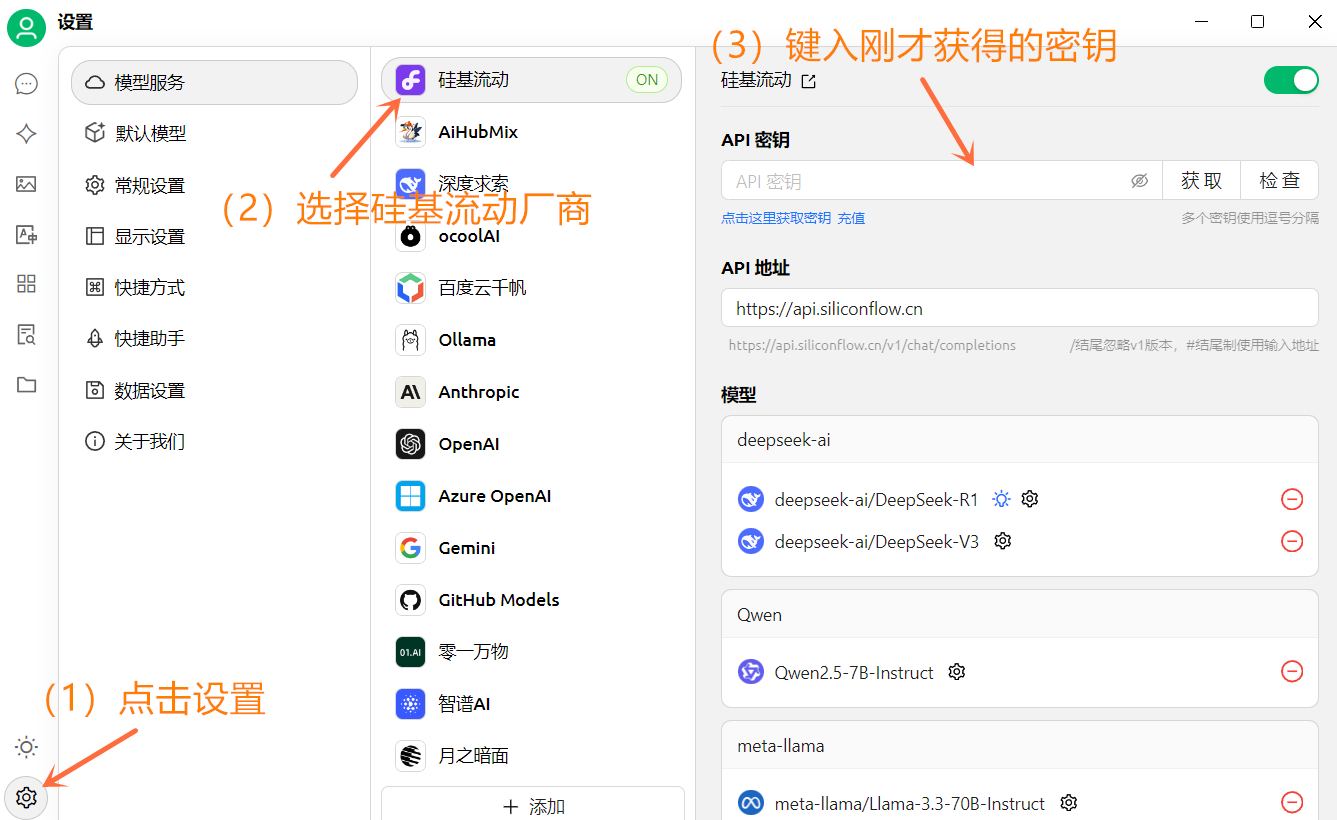 设置
模型服务
默认模型
常规设置
显示设置
快捷方式
快捷助手
数据设置
关于我们
(1) 点击设置
硅基流动 ON
AiHubMix
深度求索
(2) 选择硅基流动厂商
ocoolAI
百度云千帆
Ollama
Anthropic
OpenAI
Azure OpenAI
Gemini
GitHub Models
01.AI 零一万物
智谱AI
月之暗面
添加
(3) 键入刚才获得的密钥
硅基流动
API 密钥
API 密钥 获取 检查
点击这里获取密钥 充值 多个密钥使用逗号分隔
API 地址
https://api.siliconflow.cn
https://api.siliconflow.cn/v1/chat/completions /结尾忽略v1版本，#结尾制使用输入地址
模型
deepseek-ai
deepseek-ai/DeepSeek-R1
deepseek-ai/DeepSeek-V3
Qwen
Qwen2.5-7B-Instruct
meta-llama
meta-llama/Llama-3.3-70B-Instruct